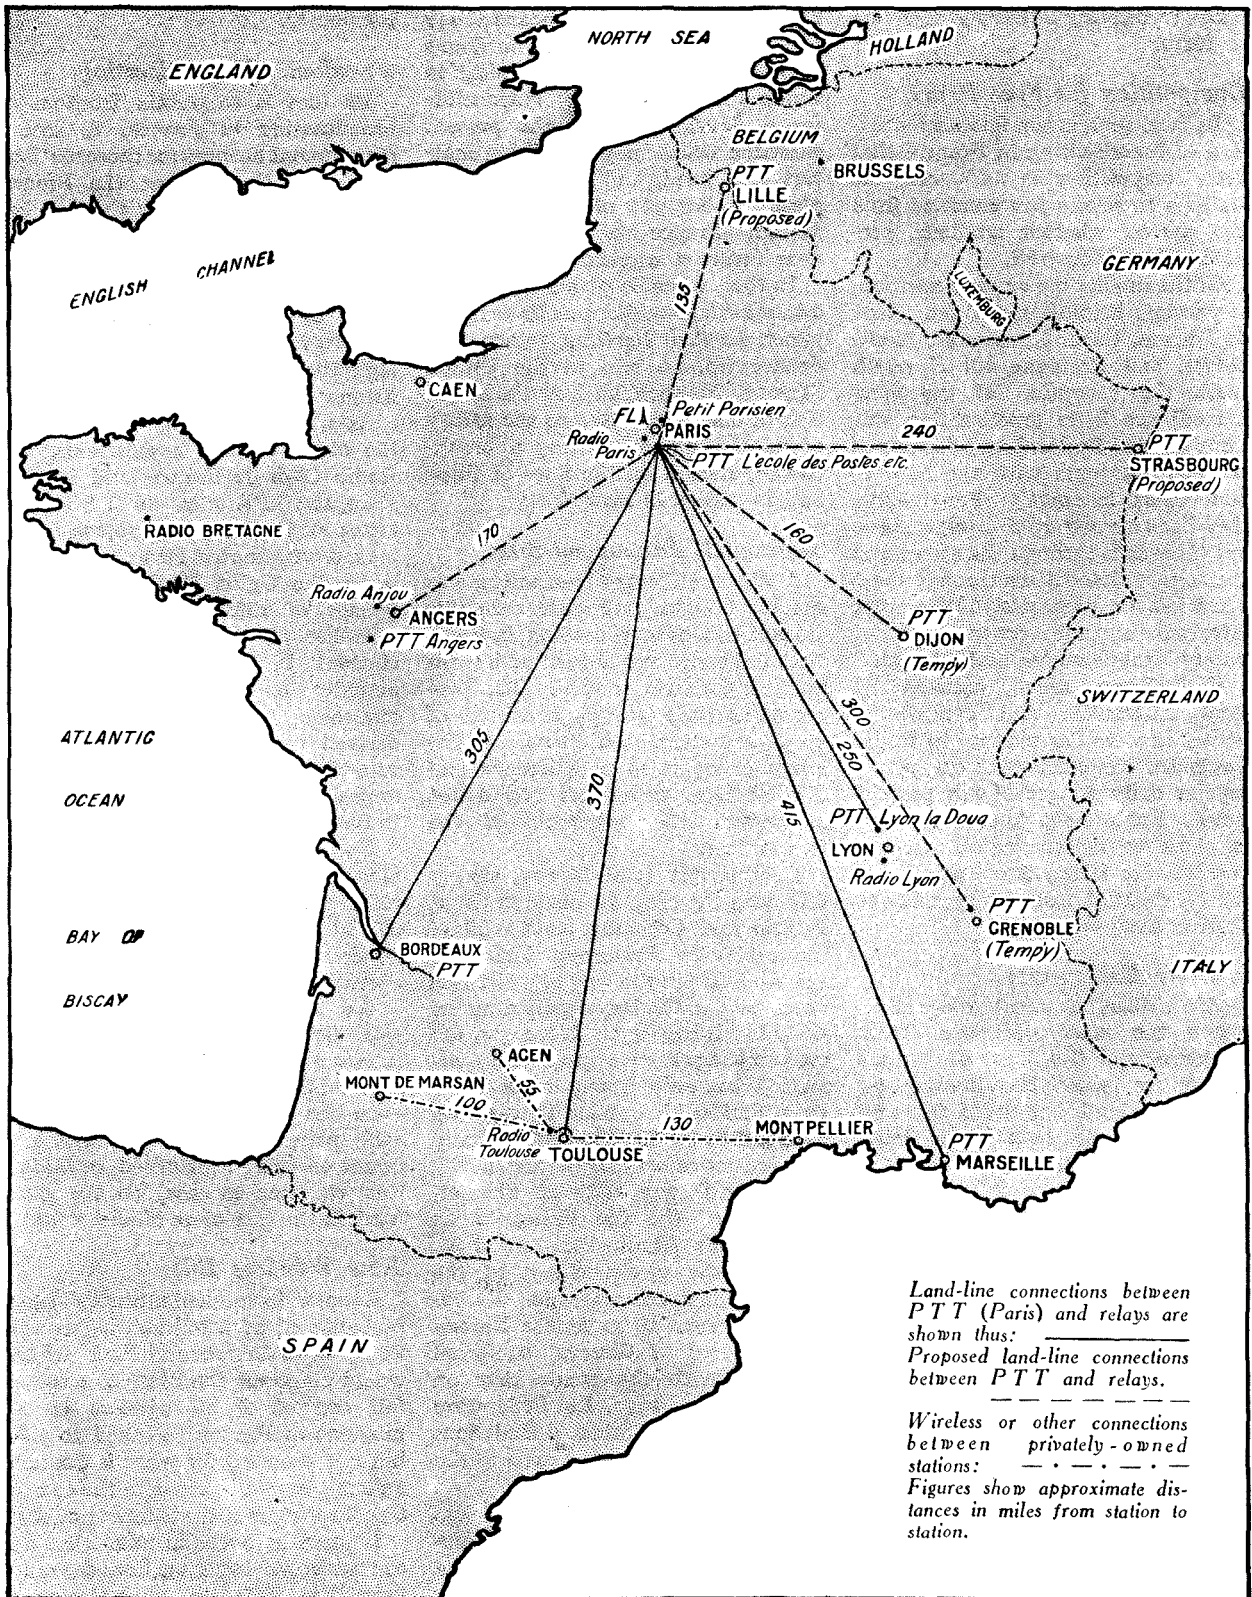 NORTH SEA
HOLLAND
ENGLAND
BELGIUM
BRUSSELS
PTT
LILLE
(Proposed)
ENGLISH CHANNEL
GERMANY
LUXEMBURG
135
CAEN
FL
Petit Parisien
PARIS
Radio
Paris
240
PTT L'ecole des Postes etc.
PTT
STRASBOURG
(Proposed)
RADIO BRETAGNE
170
160
Radio Anjou
ANGERS
PTT Angers
PTT
DIJON
(Tempy)
SWITZERLAND
ATLANTIC
OCEAN
305
370
300
250
415
PTT Lyon la Doua
LYON
Radio Lyon
PTT
GRENOBLE
(Tempy)
BAY OF
BISCAY
BORDEAUX
PTT
ITALY
AGEN
55
MONT DE MARSAN
100
Radio
Toulouse
TOULOUSE
130
MONTPELLIER
PTT
MARSEILLE
SPAIN
Land-line connections between
PTT (Paris) and relays are
shown thus:
Proposed land-line connections
between PTT and relays.
Wireless or other connections
between privately-owned
stations:
Figures show approximate dis-
tances in miles from station to
station.